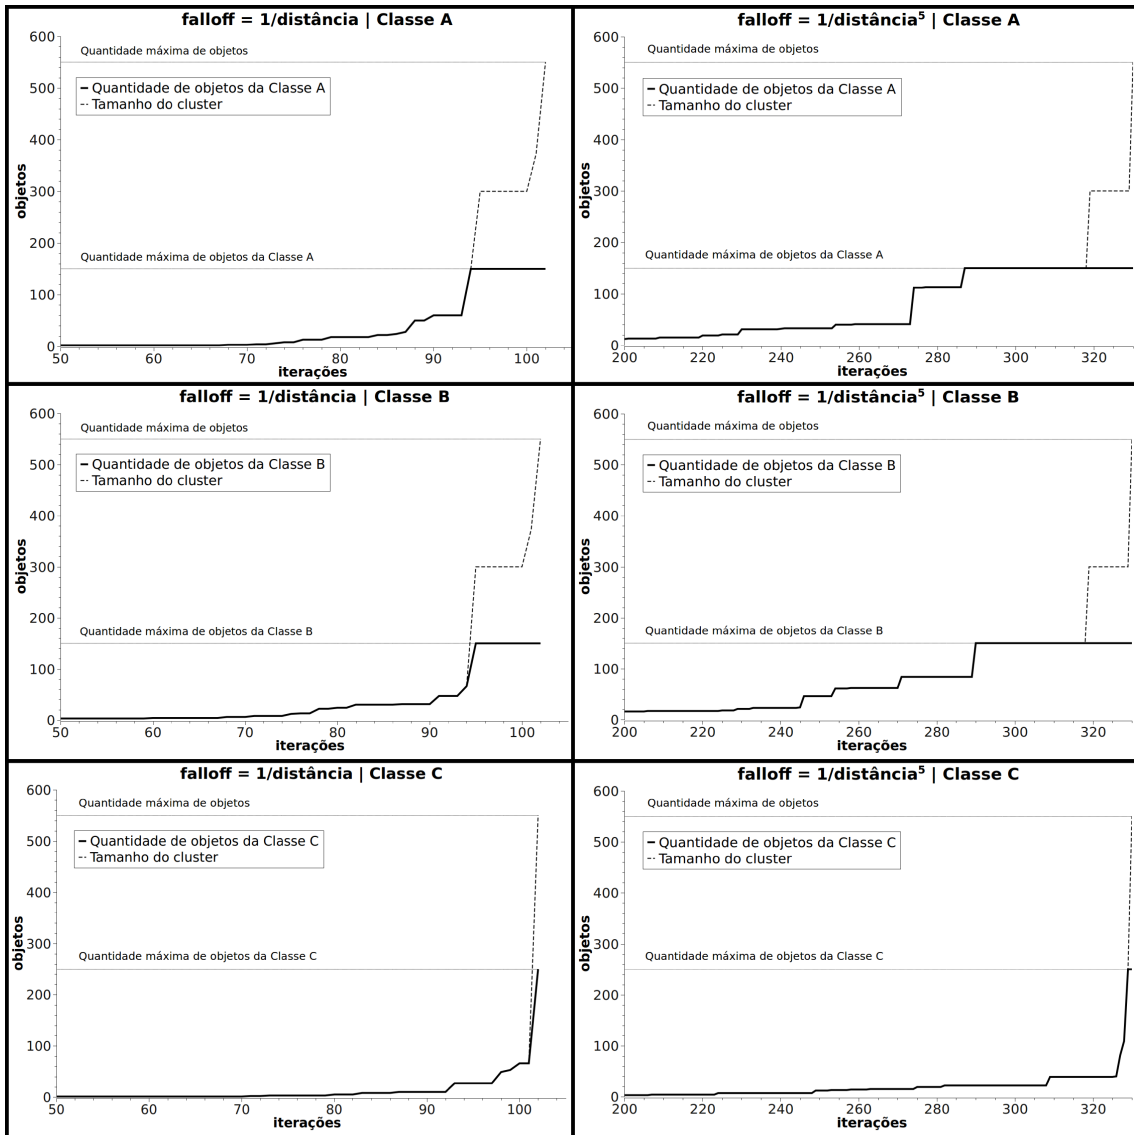 falloff = 1/distância | Classe A
600
500
400
300
200
100
0
objetos
Quantidade máxima de objetos
Quantidade de objetos da Classe A
Tamanho do cluster
Quantidade máxima de objetos da Classe A
50 60 70 80 90 100
iterações
falloff = 1/distância⁵ | Classe A
600
500
400
300
200
100
0
objetos
Quantidade máxima de objetos
Quantidade de objetos da Classe A
Tamanho do cluster
Quantidade máxima de objetos da Classe A
200 220 240 260 280 300 320
iterações
falloff = 1/distância | Classe B
600
500
400
300
200
100
0
objetos
Quantidade máxima de objetos
Quantidade de objetos da Classe B
Tamanho do cluster
Quantidade máxima de objetos da Classe B
50 60 70 80 90 100
iterações
falloff = 1/distância⁵ | Classe B
600
500
400
300
200
100
0
objetos
Quantidade máxima de objetos
Quantidade de objetos da Classe B
Tamanho do cluster
Quantidade máxima de objetos da Classe B
200 220 240 260 280 300 320
iterações
falloff = 1/distância | Classe C
600
500
400
300
200
100
0
objetos
Quantidade máxima de objetos
Quantidade de objetos da Classe C
Tamanho do cluster
Quantidade máxima de objetos da Classe C
50 60 70 80 90 100
iterações
falloff = 1/distância⁵ | Classe C
600
500
400
300
200
100
0
objetos
Quantidade máxima de objetos
Quantidade de objetos da Classe C
Tamanho do cluster
Quantidade máxima de objetos da Classe C
200 220 240 260 280 300 320
iterações